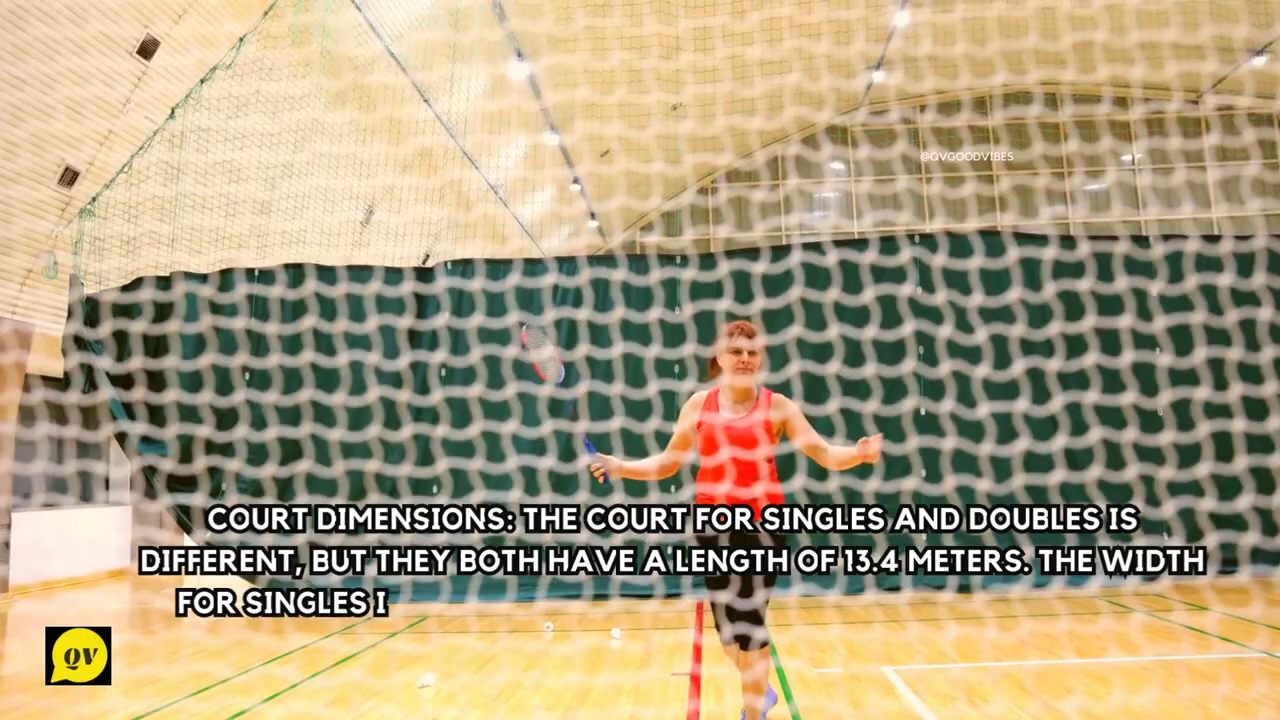 @QVGOODVIBES
COURT DIMENSIONS: THE COURT FOR SINGLES AND DOUBLES IS
DIFFERENT, BUT THEY BOTH HAVE A LENGTH OF 13.4 METERS. THE WIDTH
FOR SINGLES I
QV